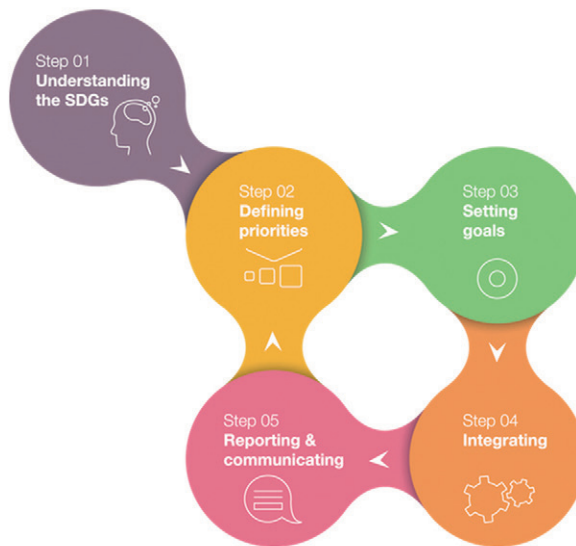 Step 01
Understanding
the SDGs
Step 02
Defining
priorities
Step 03
Setting
goals
Step 04
Integrating
Step 05
Reporting &
communicating